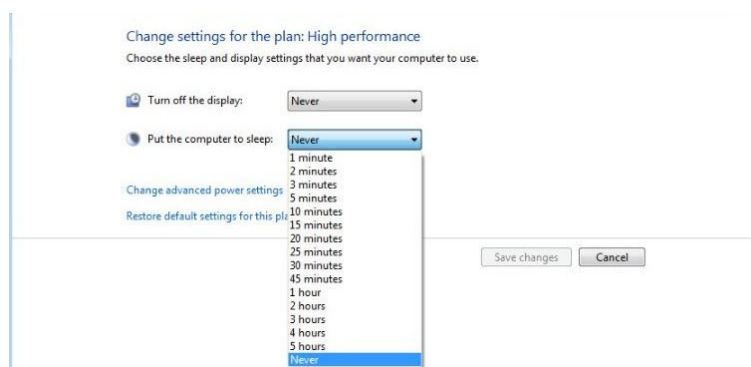 Change settings for the plan: High performance
Choose the sleep and display settings that you want your computer to use.
Turn off the display: Never
Put the computer to sleep: Never
1 minute
2 minutes
3 minutes
5 minutes
10 minutes
15 minutes
20 minutes
25 minutes
30 minutes
45 minutes
1 hour
2 hours
3 hours
4 hours
5 hours
Never
Change advanced power settings
Restore default settings for this pla
Save changes Cancel